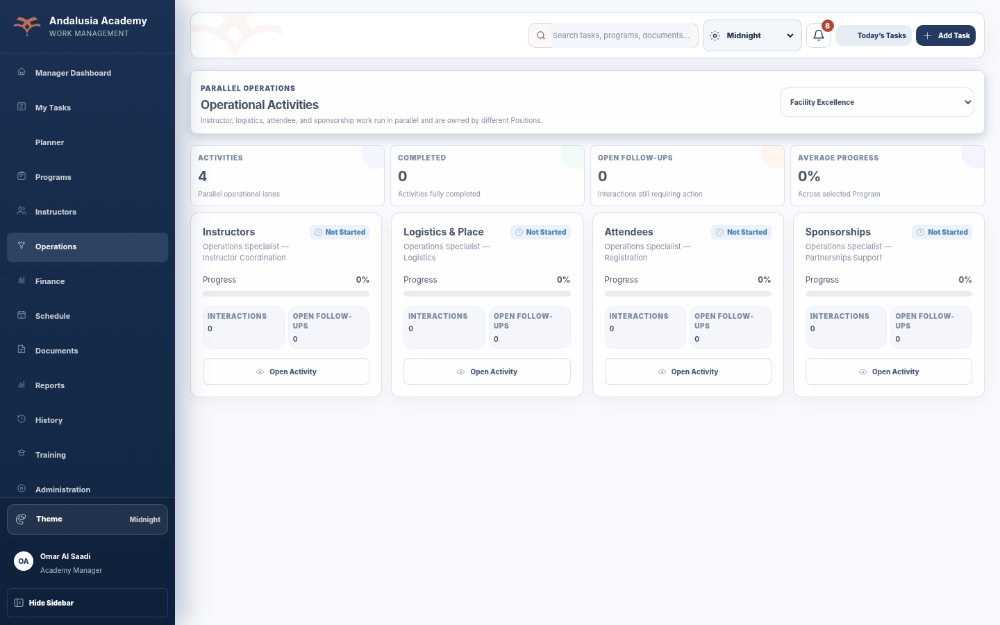 Andalusia Academy
WORK MANAGEMENT
Manager Dashboard
My Tasks
Planner
Programs
Instructors
Operations
Finance
Schedule
Documents
Reports
History
Training
Administration
Theme
Midnight
OA
Omar Al Saadi
Academy Manager
Hide Sidebar
Search tasks, programs, documents...
Midnight
8
Today's Tasks
Add Task
PARALLEL OPERATIONS
Operational Activities
Instructor, logistics, attendee, and sponsorship work run in parallel and are owned by different Positions.
Facility Excellence
ACTIVITIES
4
Parallel operational lanes
COMPLETED
0
Activities fully completed
OPEN FOLLOW-UPS
0
Interactions still requiring action
AVERAGE PROGRESS
0%
Across selected Program
Instructors
Not Started
Operations Specialist —
Instructor Coordination
Progress
0%
INTERACTIONS
0
OPEN FOLLOW-
UPS
0
Open Activity
Logistics & Place
Not Started
Operations Specialist —
Logistics
Progress
0%
INTERACTIONS
0
OPEN FOLLOW-
UPS
0
Open Activity
Attendees
Not Started
Operations Specialist —
Registration
Progress
0%
INTERACTIONS
0
OPEN FOLLOW-
UPS
0
Open Activity
Sponsorships
Not Started
Operations Specialist —
Partnerships Support
Progress
0%
INTERACTIONS
0
OPEN FOLLOW-
UPS
0
Open Activity